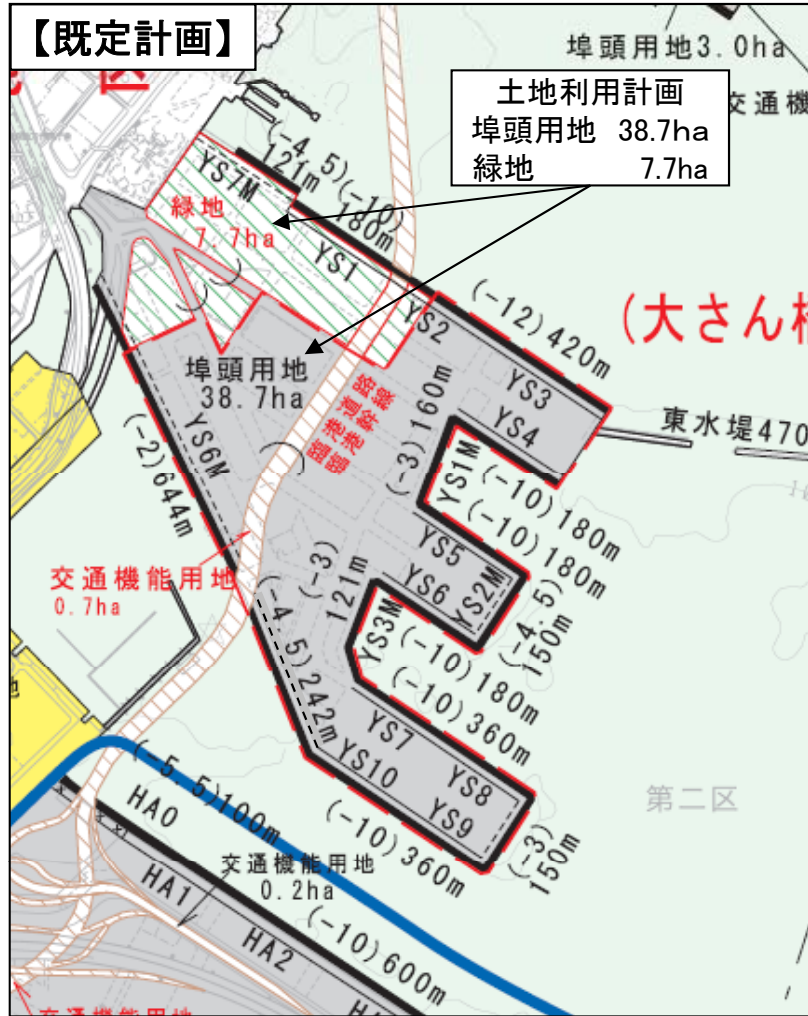 【既定計画】
埠頭用地3.0ha
交通機
区
土地利用計画
埠頭用地 38.7ha
緑地 7.7ha
(-4.5)
121m
(-10)
180m
YS7M
緑地
7.7ha
YS1
YS2
(-12)420m
(大さん橋
YS3
YS4
埠頭用地
38.7ha
臨港道路
臨港幹線
(-3)160m
東水堤470
YS6M
(-2)644m
YS1M
(-10)180m
(-10)180m
YS5
YS6
YS2M
(-4.5)
150m
交通機能用地
0.7ha
(-3)
121m
YS3M
(-10)180m
(-10)360m
(-4.5)242m
YS7
YS8
YS10
YS9
(-3)
150m
(-10)360m
第二区
(-5.5)100m
HA0
交通機能用地
0.2ha
HA1
HA2
(-10)600m
交通機能用地